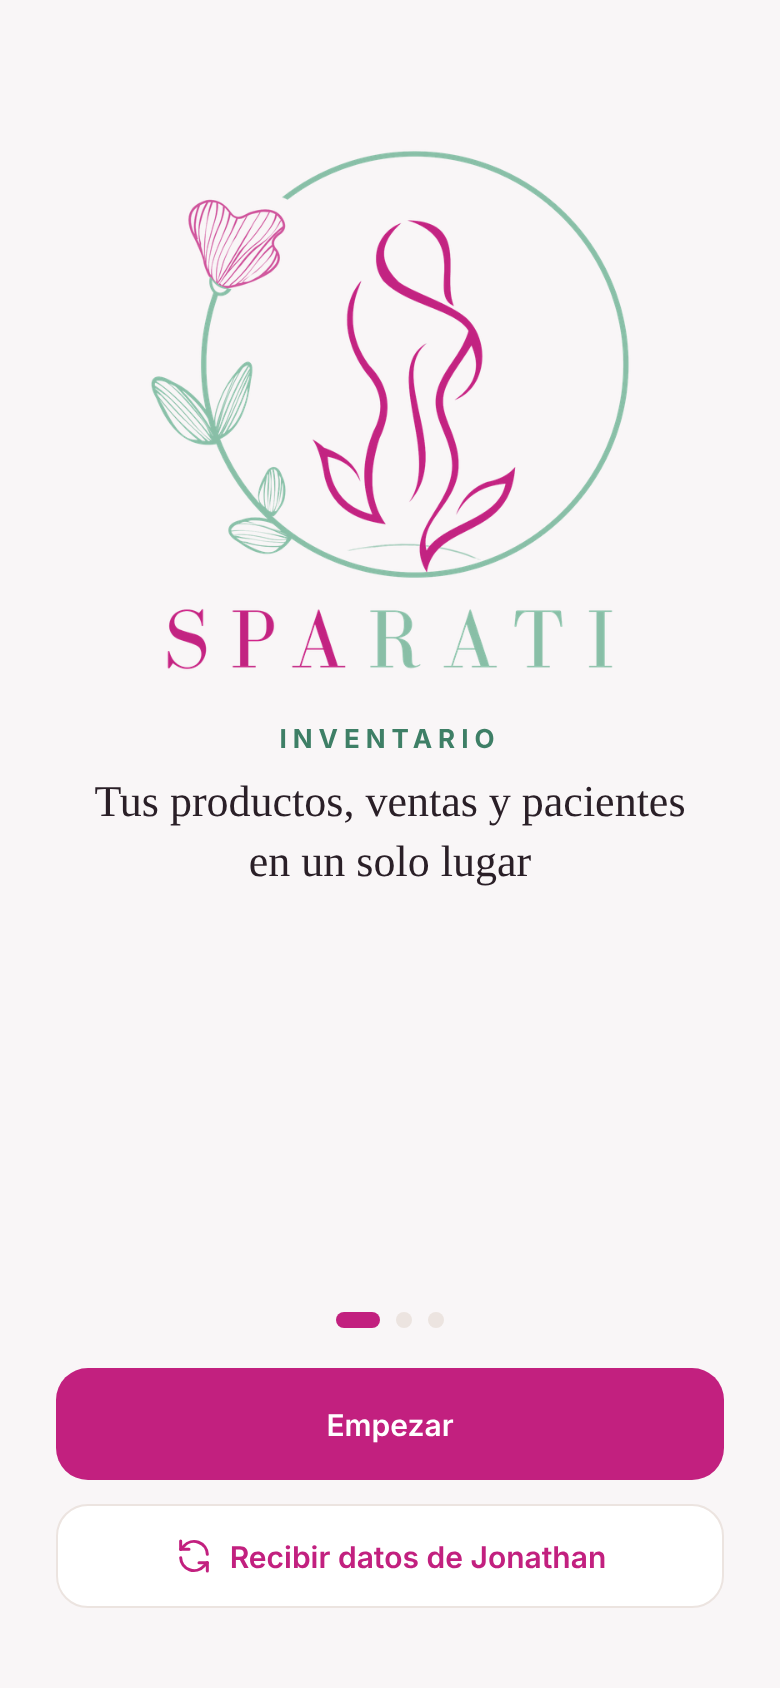 SPARATI
INVENTARIO
Tus productos, ventas y pacientes
en un solo lugar
Empezar
Recibir datos de Jonathan